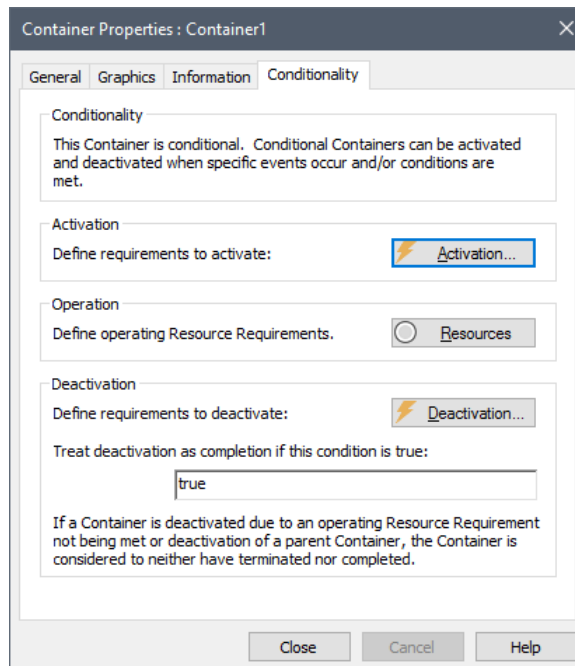 Container Properties : Container1
General Graphics Information Conditionality
Conditionality
This Container is conditional. Conditional Containers can be activated
and deactivated when specific events occur and/or conditions are
met.
Activation
Define requirements to activate: Activation...
Operation
Define operating Resource Requirements. Resources
Deactivation
Define requirements to deactivate: Deactivation...
Treat deactivation as completion if this condition is true:
true
If a Container is deactivated due to an operating Resource Requirement
not being met or deactivation of a parent Container, the Container is
considered to neither have terminated nor completed.
Close Cancel Help